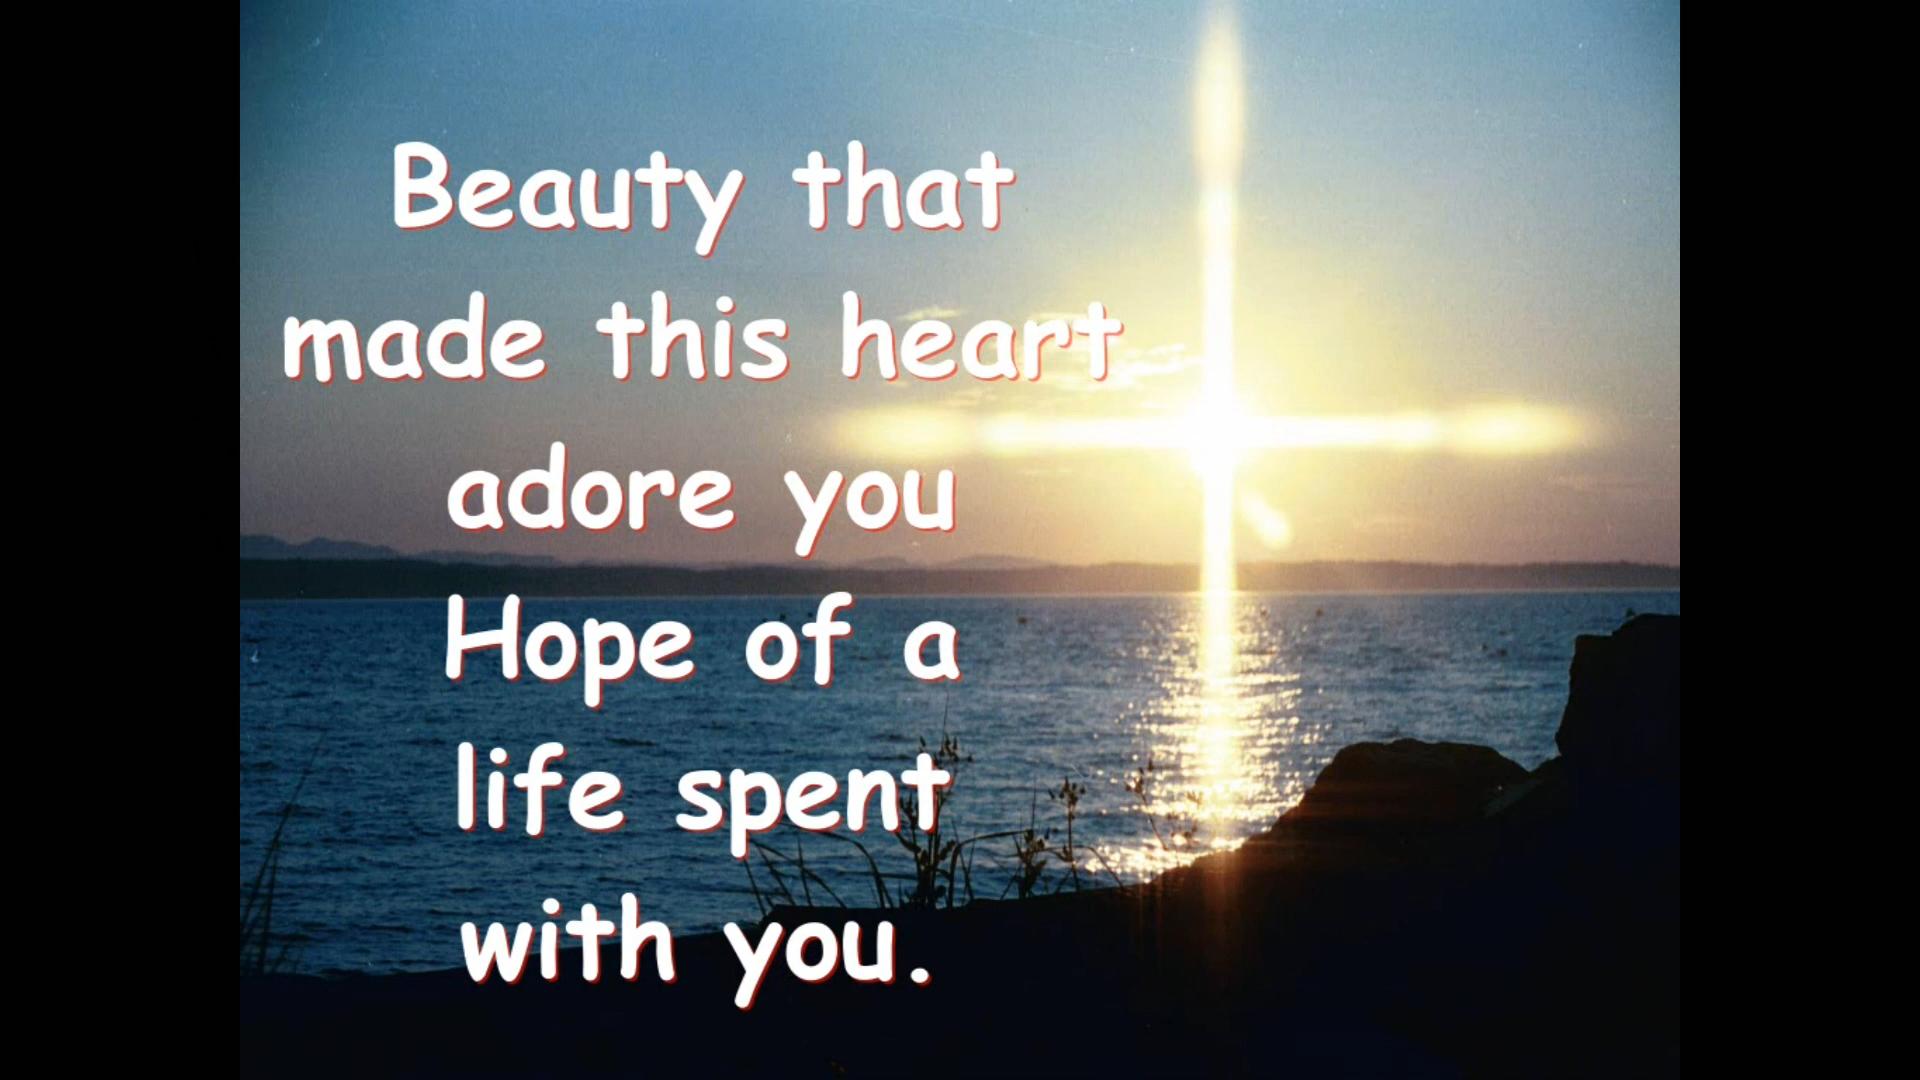 Beauty that
made this heart
adore you
Hope of a
life spent
with you.